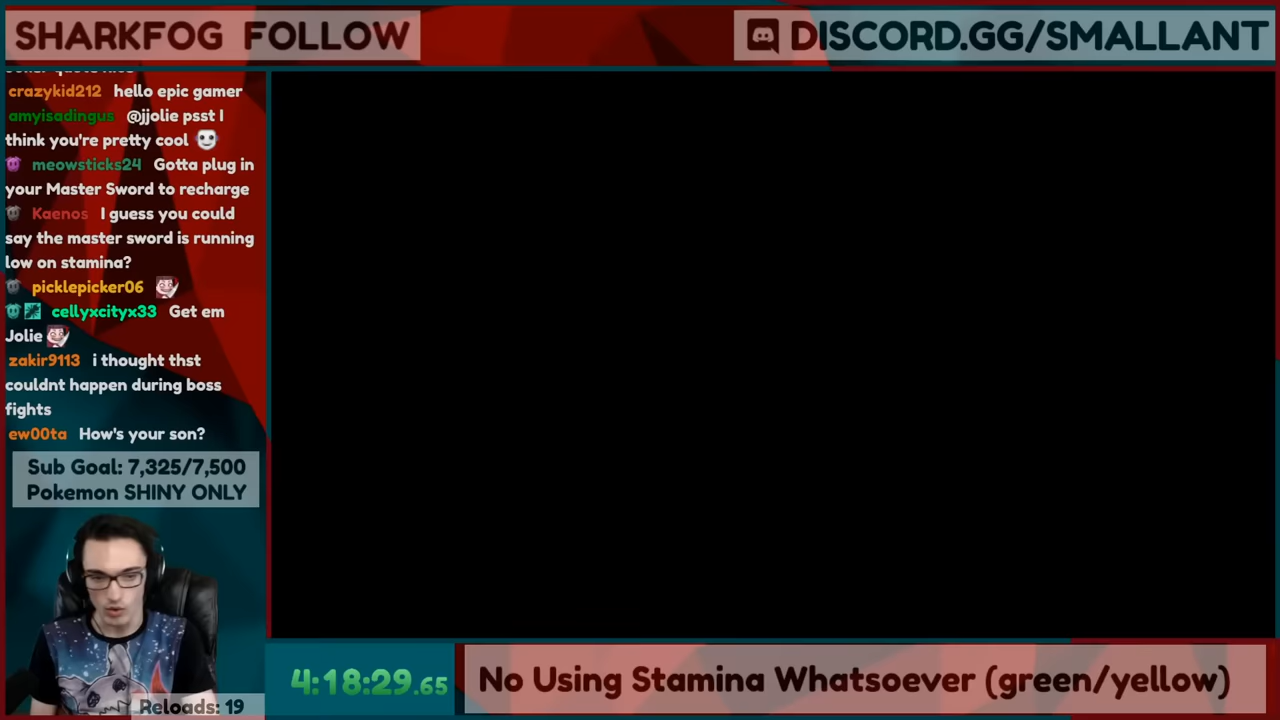 SHARKFOG FOLLOW
DISCORD.GG/SMALLANT
crazykid212 hello epic gamer
amyisadingus @jjolie psst I
think you're pretty cool
meowsticks24 Gotta plug in
your Master Sword to recharge
Kaenos I guess you could
say the master sword is running
low on stamina?
picklepicker06
cellyxcityx33 Get em
Jolie
zakir9113 i thought thst
couldnt happen during boss
fights
ew00ta How's your son?
Sub Goal: 7,325/7,500
Pokemon SHINY ONLY
Reloads: 19
4:18:29.65
No Using Stamina Whatsoever (green/yellow)